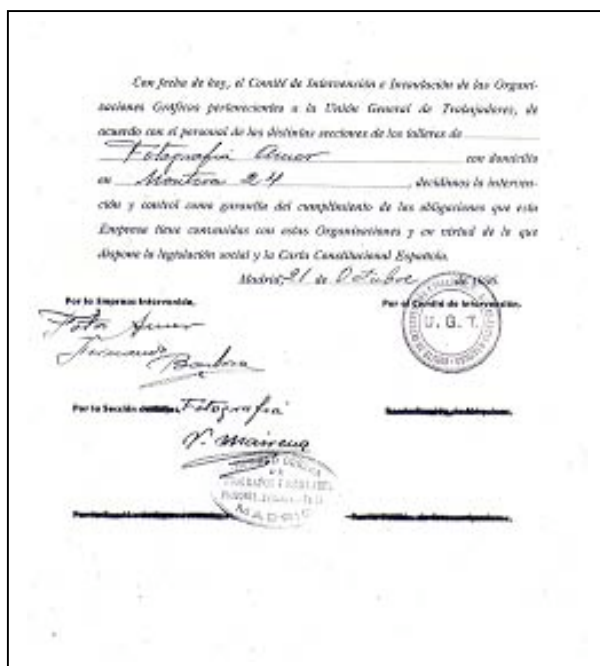 Con fecha de hoy, el Comité de Intervención e Incautación de las Organi-
zaciones Gráficas pertenecientes a la Unión General de Trabajadores, de
acuerdo con el personal de las distintas secciones de los talleres de
Fotografía Amer con domicilio
en Montera 24, decidimos la interven-
ción y control como garantía del cumplimiento de las obligaciones que esta
Empresa tiene contraídas con estas Organizaciones y en virtud de lo que
dispone la legislación social y la Carta Constitucional Española.
Madrid, 21 de Octubre de 1936.
Por la Empresa Intervenida, Por el Comité de Intervención,
Foto Amer U. G. T.
Fernando
Por la Sección Fotografía
V. Mairena
MADRID